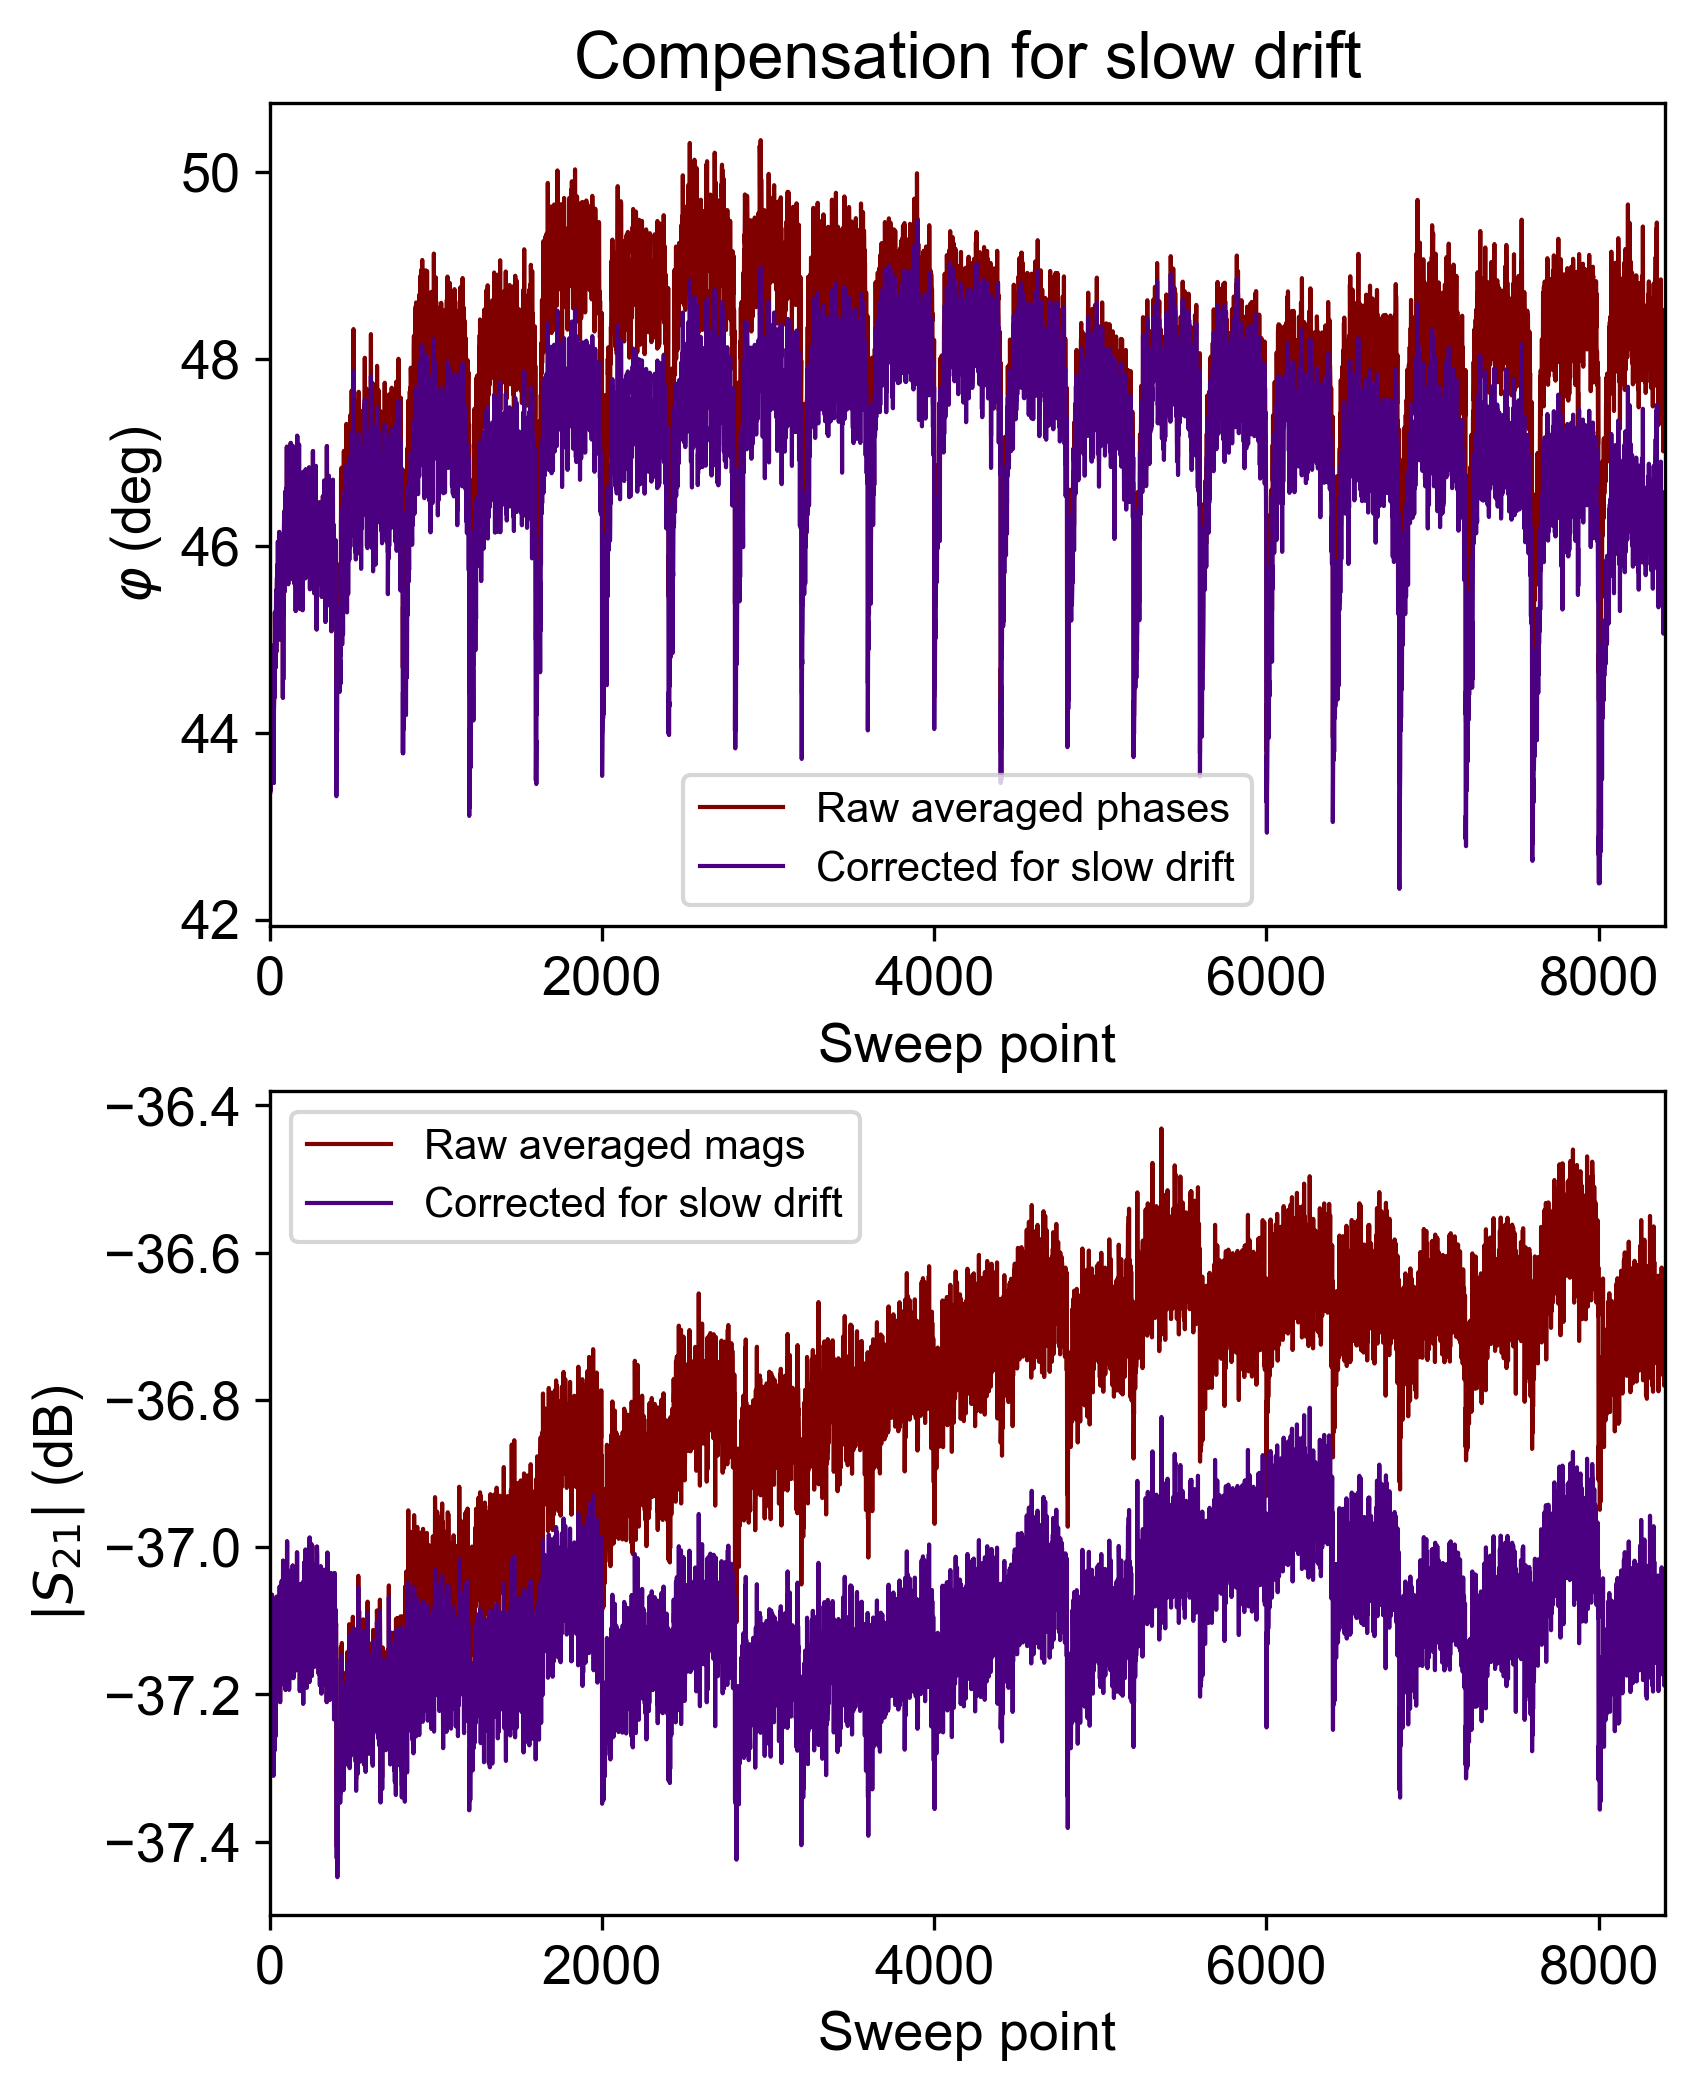 Compensation for slow drift
50
48
46
44
42
φ (deg)
Raw averaged phases
Corrected for slow drift
0 2000 4000 6000 8000
Sweep point
−36.4
−36.6
−36.8
−37.0
−37.2
−37.4
|S₂₁| (dB)
Raw averaged mags
Corrected for slow drift
0 2000 4000 6000 8000
Sweep point